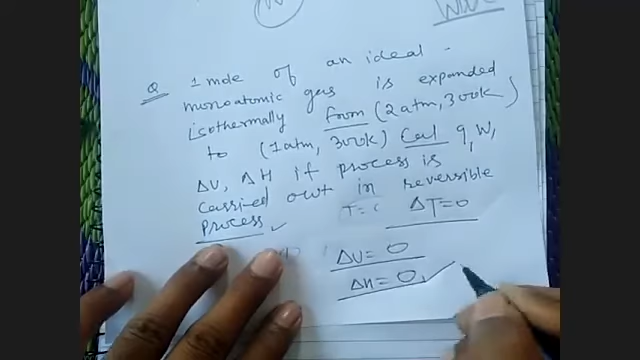 Q 1 mole of an ideal -
monoatomic gas is expanded
isothermally from (2 atm, 300K)
to (1 atm, 300K) Cal q, W,
ΔU, ΔH if process is
carried out in reversible
process
ΔT=0
ΔU = 0
ΔH = 0,